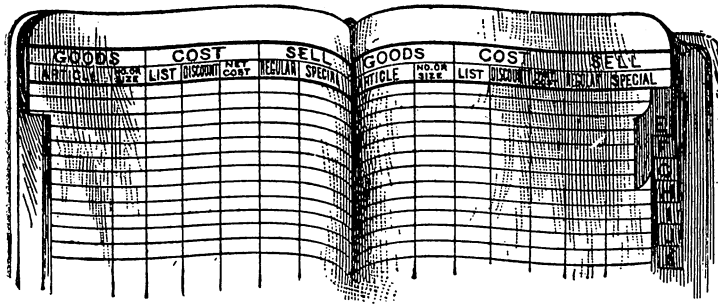 GOODS COST SELL
ARTICLE NO. OR SIZE LIST DISCOUNT NET COST REGULAR SPECIAL
GOODS COST SELL
ARTICLE NO. OR SIZE LIST DISCOUNT REGULAR SPECIAL
E
F
G
H